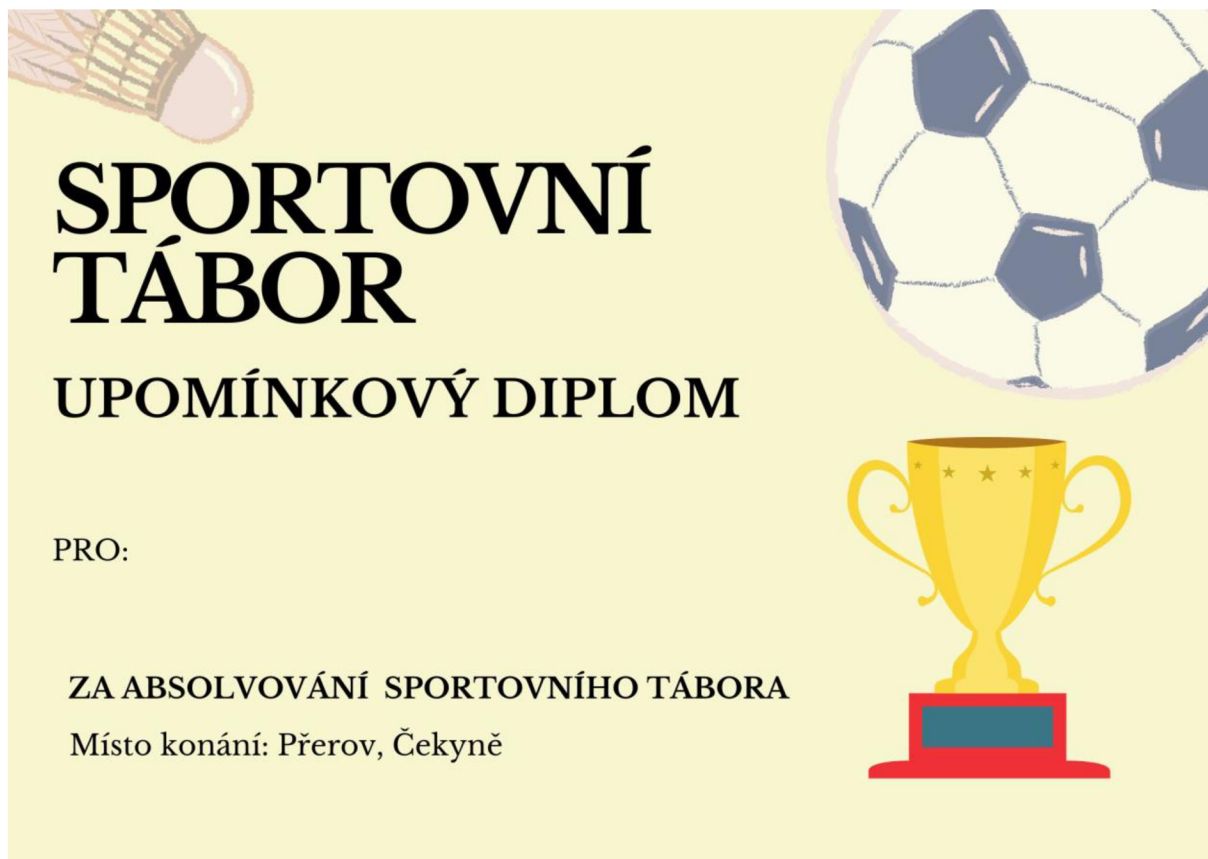 SPORTOVNÍ
TÁBOR
UPOMÍNKOVÝ DIPLOM
PRO:
ZA ABSOLVOVÁNÍ SPORTOVNÍHO TÁBORA
Místo konání: Přerov, Čekyně